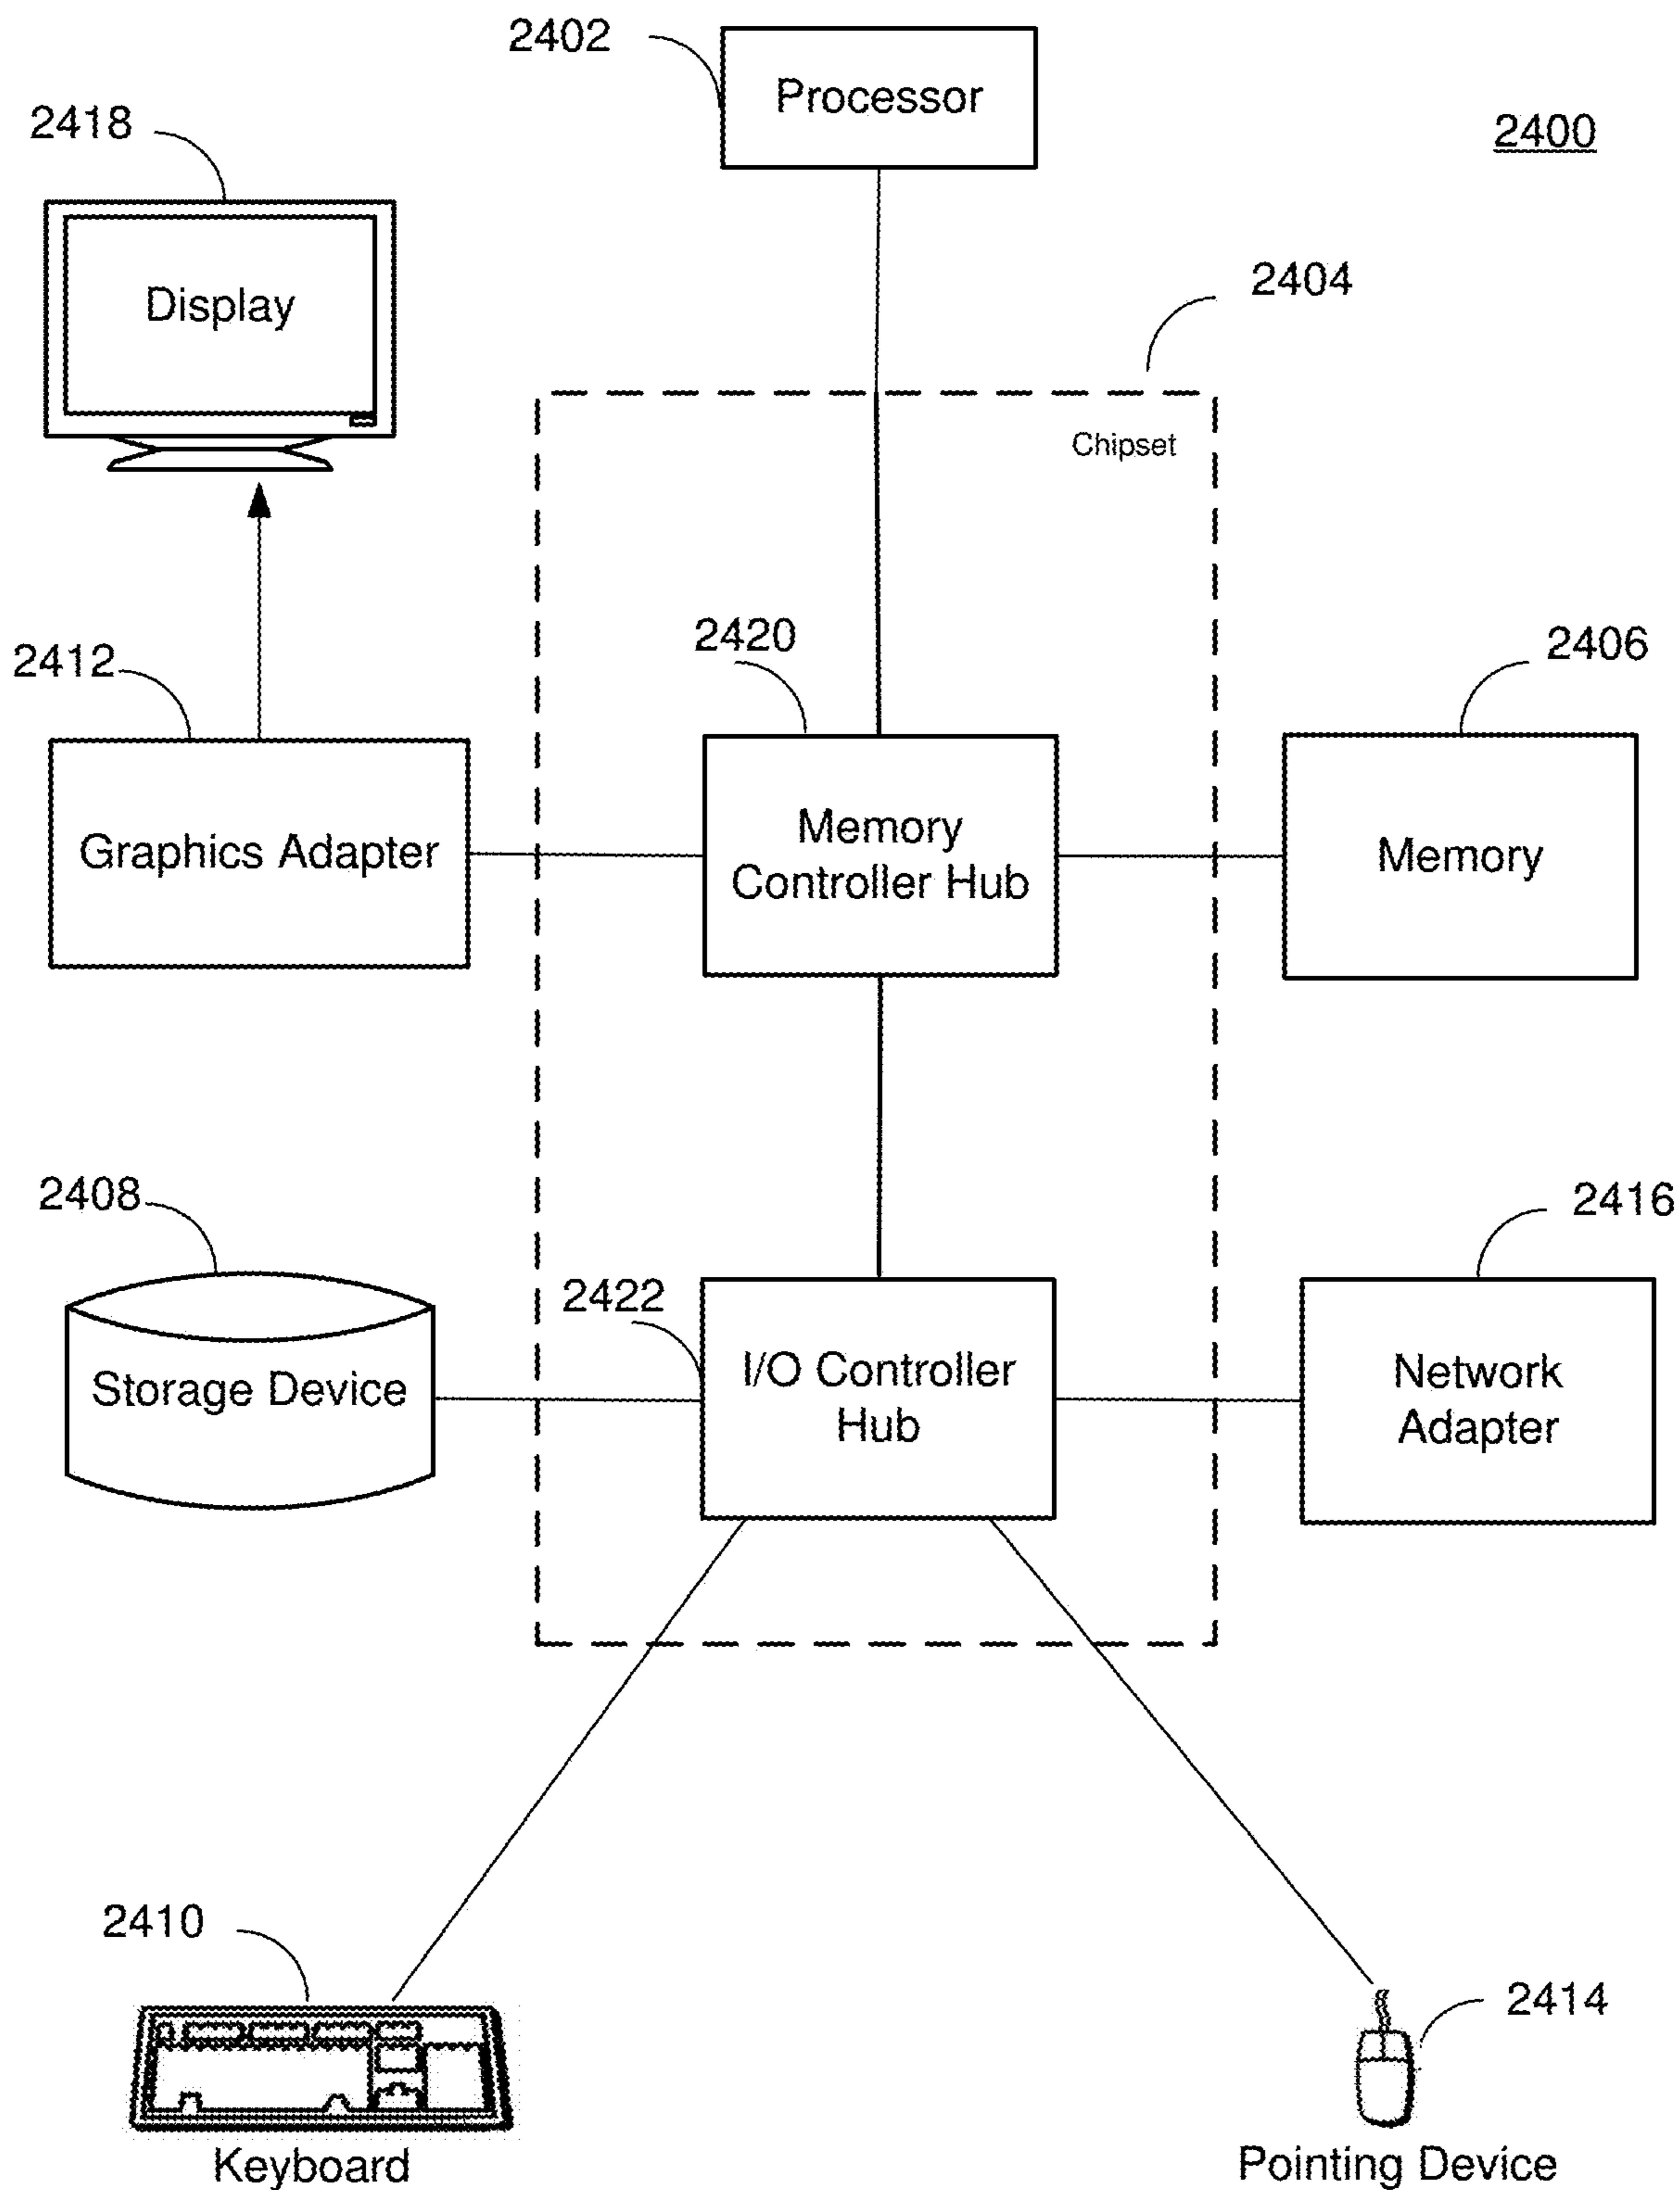 2402
Processor
2400
2418
Display
2404
Chipset
2420
2406
2412
Memory
Controller Hub
Graphics Adapter
Memory
2408
2416
2422
I/O Controller
Hub
Storage Device
Network
Adapter
2410
2414
Keyboard
Pointing Device